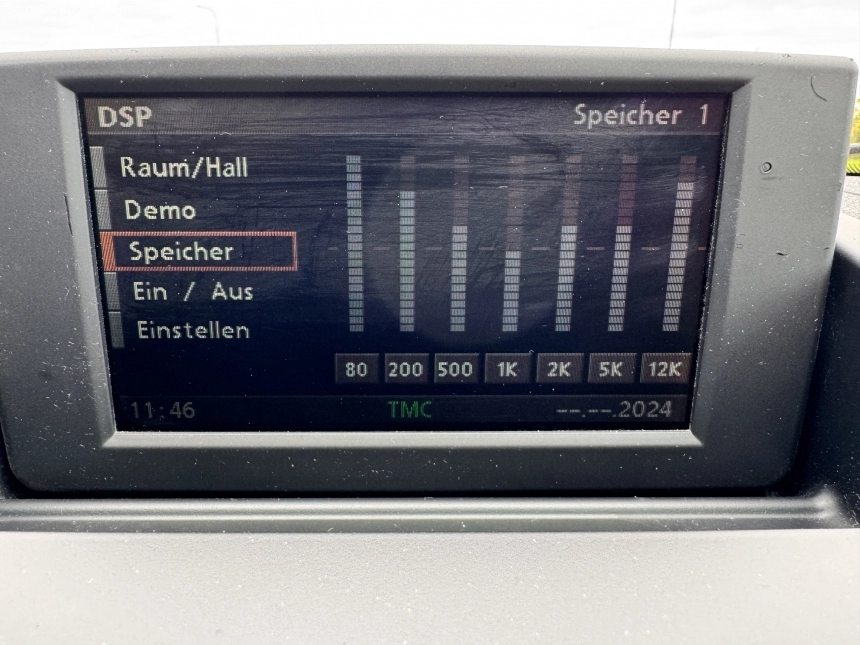 DSP Speicher 1
Raum/Hall
Demo
Speicher
Ein / Aus
Einstellen
80 200 500 1K 2K 5K 12K
11:46 TMC --.--.2024